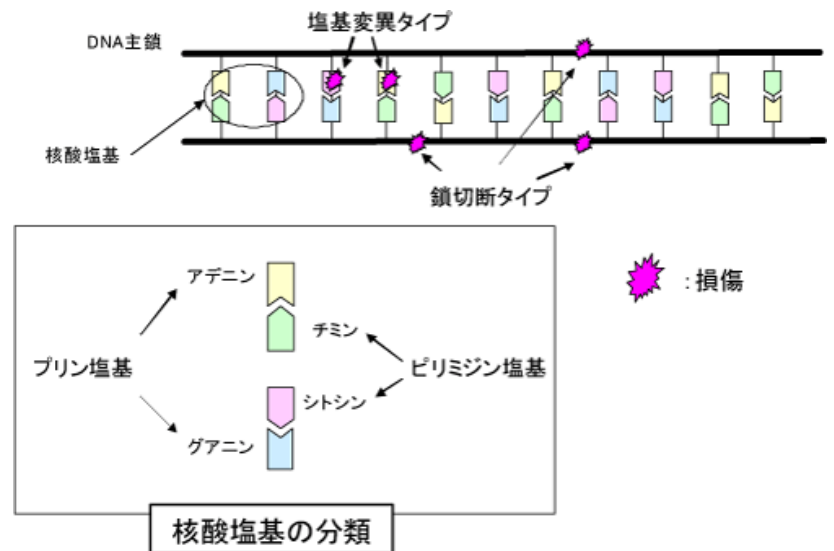 塩基変異タイプ
DNA主鎖
核酸塩基
鎖切断タイプ
アデニン
チミン
プリン塩基
ピリミジン塩基
シトシン
グアニン
:損傷
核酸塩基の分類